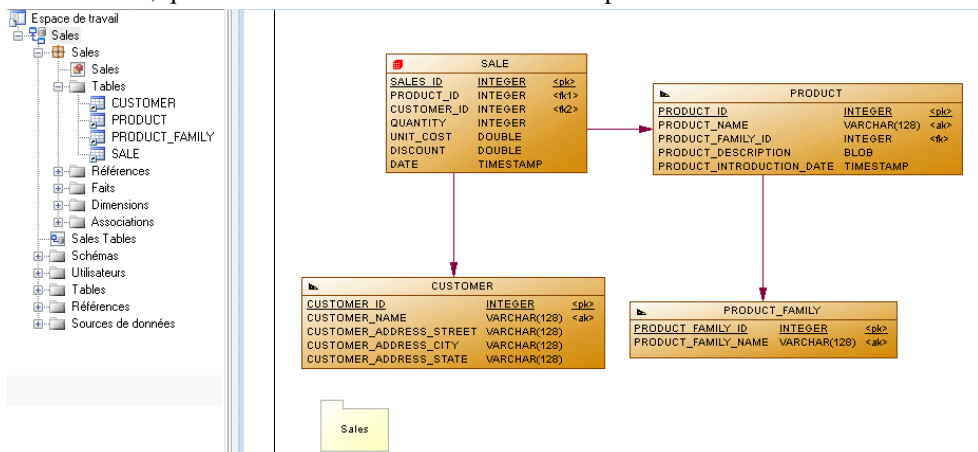 Espace de travail
Sales
Sales
Sales
Tables
CUSTOMER
PRODUCT
PRODUCT_FAMILY
SALE
Références
Faits
Dimensions
Associations
Sales Tables
Schémas
Utilisateurs
Tables
Références
Sources de données
SALE
SALES_ID INTEGER <pk>
PRODUCT_ID INTEGER <fk1>
CUSTOMER_ID INTEGER <fk2>
QUANTITY INTEGER
UNIT_COST DOUBLE
DISCOUNT DOUBLE
DATE TIMESTAMP
PRODUCT
PRODUCT_ID INTEGER <pk>
PRODUCT_NAME VARCHAR(128) <ak>
PRODUCT_FAMILY_ID INTEGER <fk>
PRODUCT_DESCRIPTION BLOB
PRODUCT_INTRODUCTION_DATE TIMESTAMP
CUSTOMER
CUSTOMER_ID INTEGER <pk>
CUSTOMER_NAME VARCHAR(128) <ak>
CUSTOMER_ADDRESS_STREET VARCHAR(128)
CUSTOMER_ADDRESS_CITY VARCHAR(128)
CUSTOMER_ADDRESS_STATE VARCHAR(128)
PRODUCT_FAMILY
PRODUCT_FAMILY_ID INTEGER <pk>
PRODUCT_FAMILY_NAME VARCHAR(128) <ak>
Sales